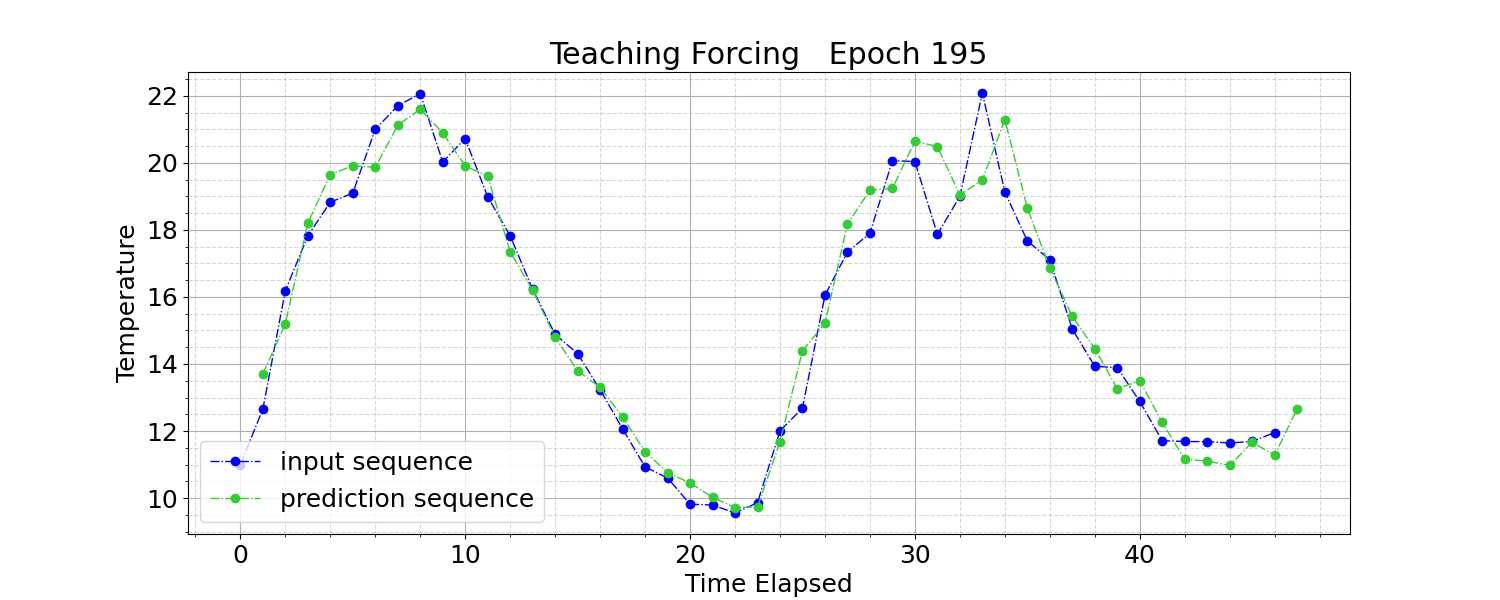 Teaching Forcing   Epoch 195
22
20
18
16
14
12
10
Temperature
input sequence
prediction sequence
0 10 20 30 40
Time Elapsed